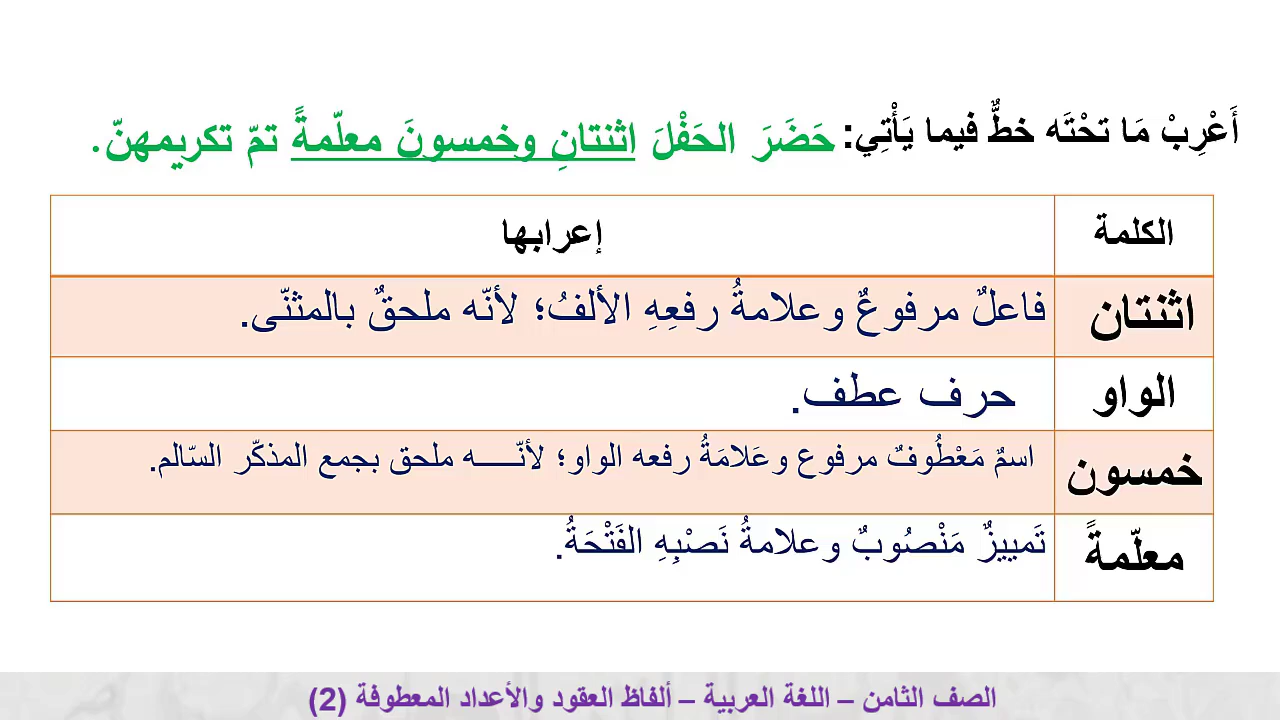 أَعْرِبْ مَا تحْتَه خطٌّ فيما يَأْتِي: حَضَرَ الحَفْلَ اثنتانِ وخمسونَ معلّمةً تمّ تكريمهنّ.
الكلمة إعرابها
اثنتان فاعلٌ مرفوعٌ وعلامةُ رفعِهِ الألفُ؛ لأنّه ملحقٌ بالمثنّى.
الواو حرف عطف.
خمسون اسمٌ مَعْطُوفٌ مرفوع وعَلامَةُ رفعه الواو؛ لأنّـــــه ملحق بجمع المذكّر السّالم.
معلّمةً تَمييزٌ مَنْصُوبٌ وعلامةُ نَصْبِهِ الفَتْحَةُ.
الصف الثامن – اللغة العربية – ألفاظ العقود والأعداد المعطوفة (2)